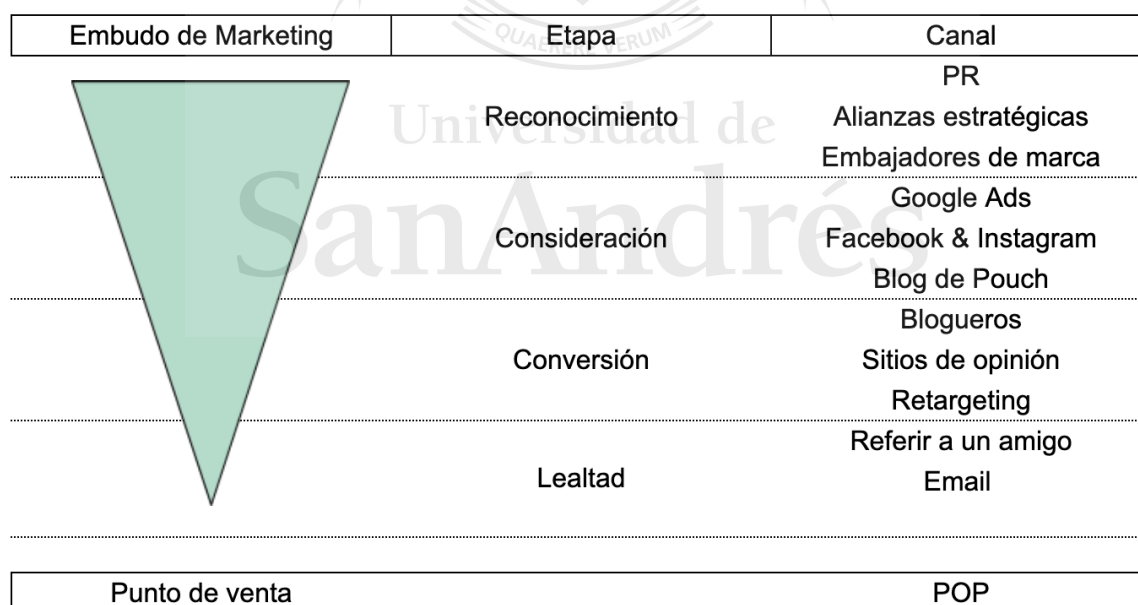 QUAERERE VERUM
Embudo de Marketing Etapa Canal
PR
Universidad de
Reconocimiento Alianzas estratégicas
Embajadores de marca
SanAndrés
Google Ads
Consideración Facebook & Instagram
Blog de Pouch
Blogueros
Conversión Sitios de opinión
Retargeting
Referir a un amigo
Lealtad Email
Punto de venta POP